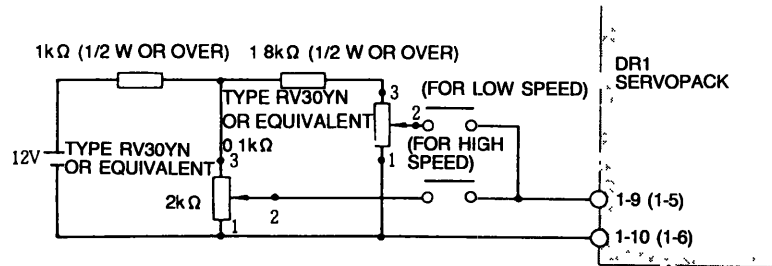 1kΩ (1/2 W OR OVER)
1 8kΩ (1/2 W OR OVER)
DR1
SERVOPACK
(FOR LOW SPEED)
3
TYPE RV30YN
OR EQUIVALENT
0 1kΩ
2
1
(FOR HIGH
SPEED)
12V
TYPE RV30YN
OR EQUIVALENT
3
2kΩ
2
1
1-9 (1-5)
1-10 (1-6)